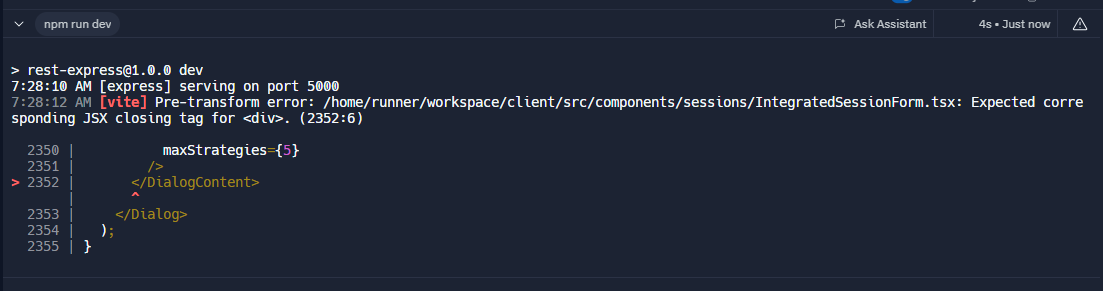 npm run dev
Ask Assistant
4s • Just now
> rest-express@1.0.0 dev
7:28:10 AM [express] serving on port 5000
7:28:12 AM [vite] Pre-transform error: /home/runner/workspace/client/src/components/sessions/IntegratedSessionForm.tsx: Expected corre
sponding JSX closing tag for <div>. (2352:6)
2350 |           maxStrategies={5}
2351 |         />
> 2352 |       </DialogContent>
|       ^
2353 |     </Dialog>
2354 |   );
2355 | }